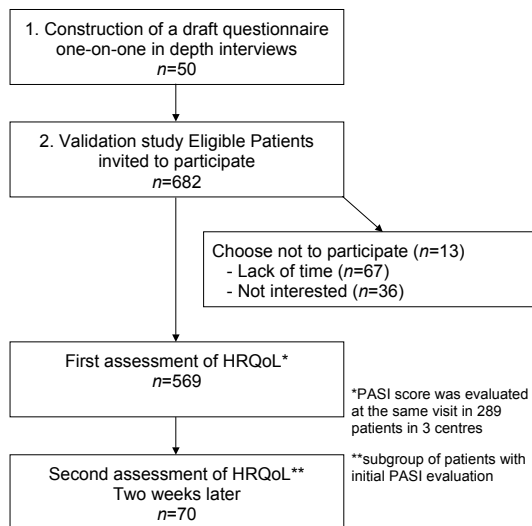 1. Construction of a draft questionnaire
one-on-one in depth interviews
n=50
2. Validation study Eligible Patients
invited to participate
n=682
Choose not to participate (n=13)
- Lack of time (n=67)
- Not interested (n=36)
First assessment of HRQoL*
n=569
*PASI score was evaluated
at the same visit in 289
patients in 3 centres
**subgroup of patients with
initial PASI evaluation
Second assessment of HRQoL**
Two weeks later
n=70